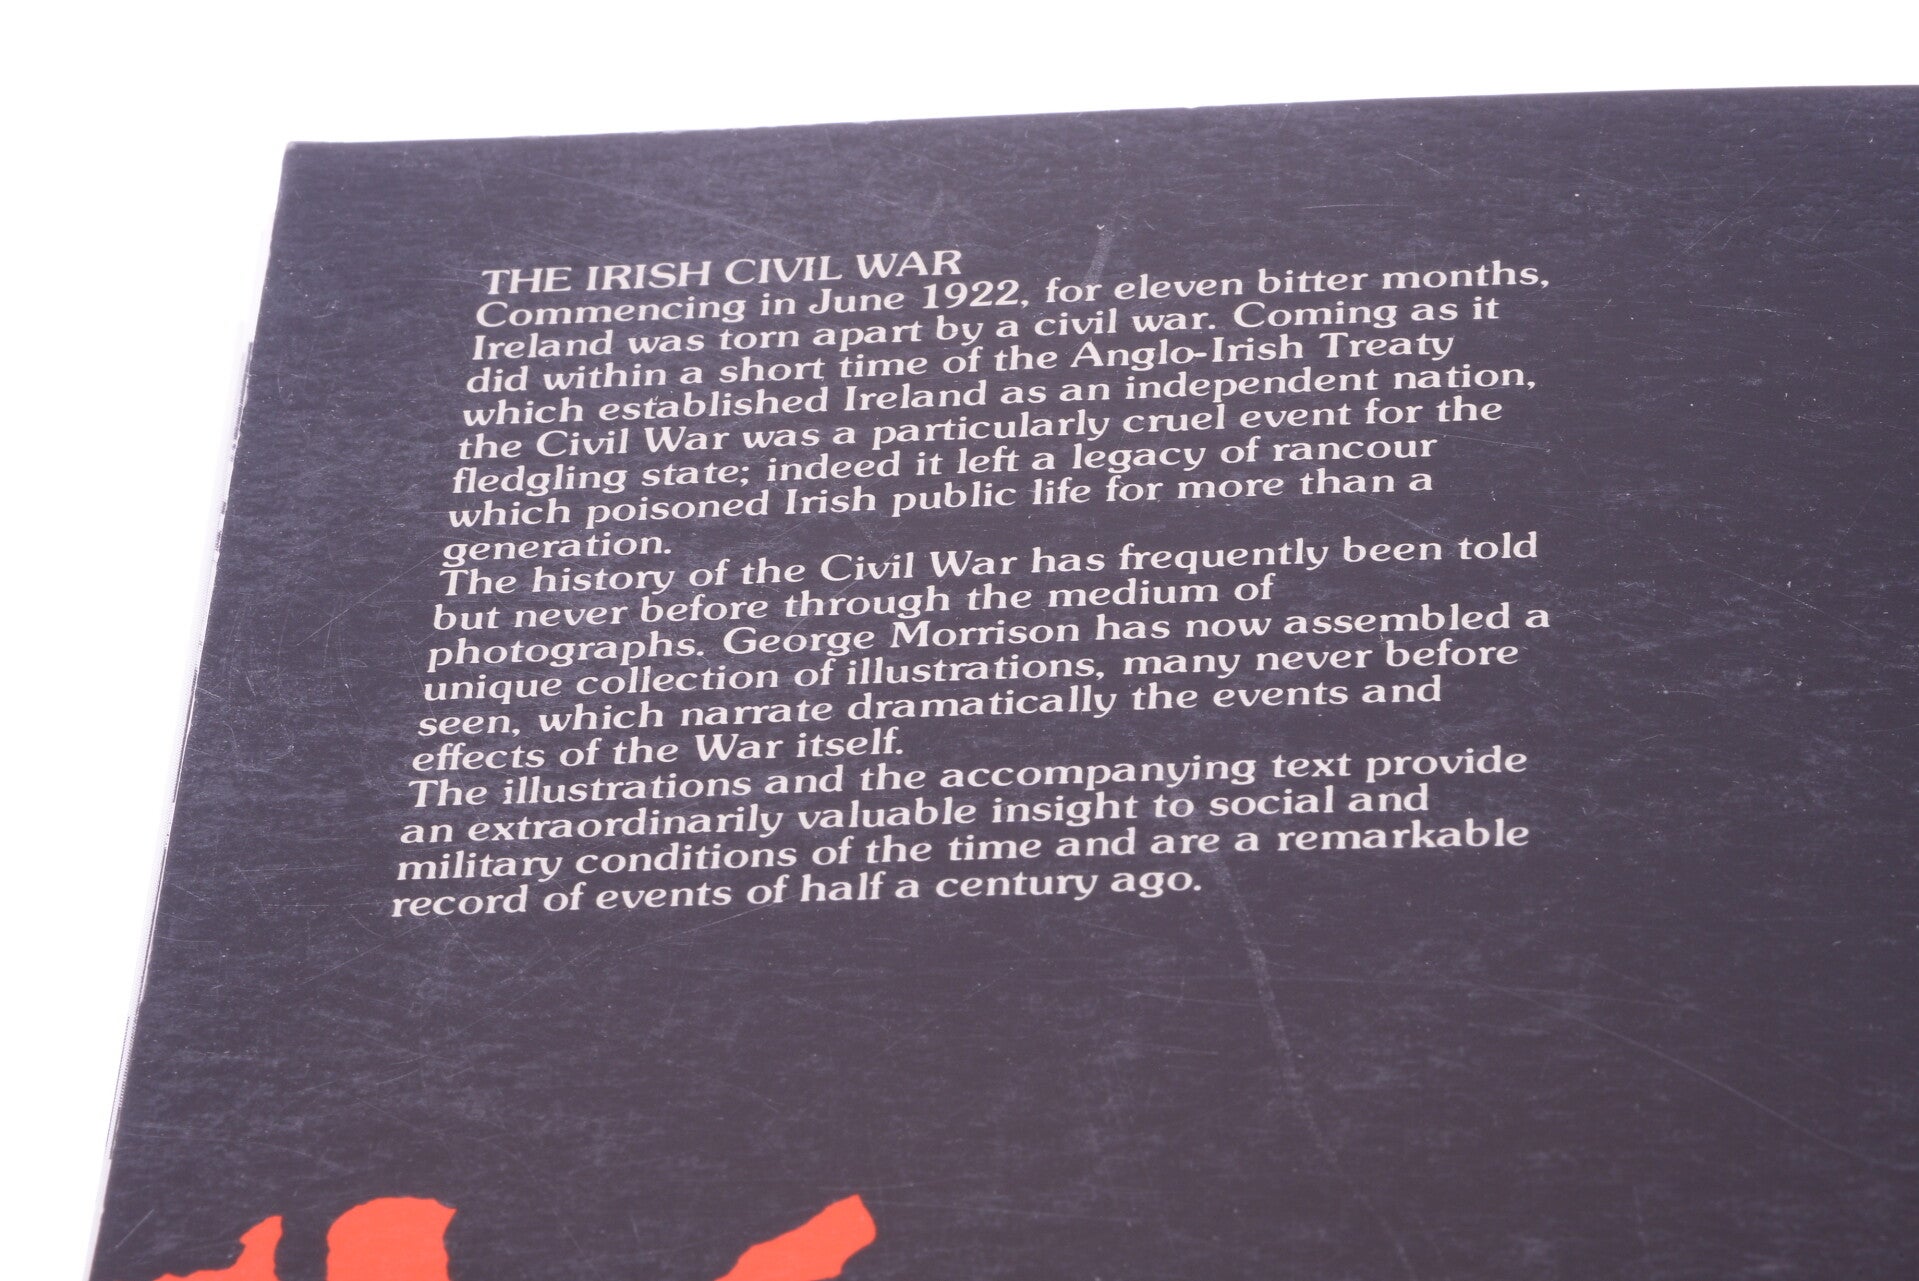 THE IRISH CIVIL WAR
Commencing in June 1922, for eleven bitter months,
Ireland was torn apart by a civil war. Coming as it
did within a short time of the Anglo-Irish Treaty
which established Ireland as an independent nation,
the Civil War was a particularly cruel event for the
fledgling state; indeed it left a legacy of rancour
which poisoned Irish public life for more than a
generation.
The history of the Civil War has frequently been told
but never before through the medium of
photographs. George Morrison has now assembled a
unique collection of illustrations, many never before
seen, which narrate dramatically the events and
effects of the War itself.
The illustrations and the accompanying text provide
an extraordinarily valuable insight to social and
military conditions of the time and are a remarkable
record of events of half a century ago.